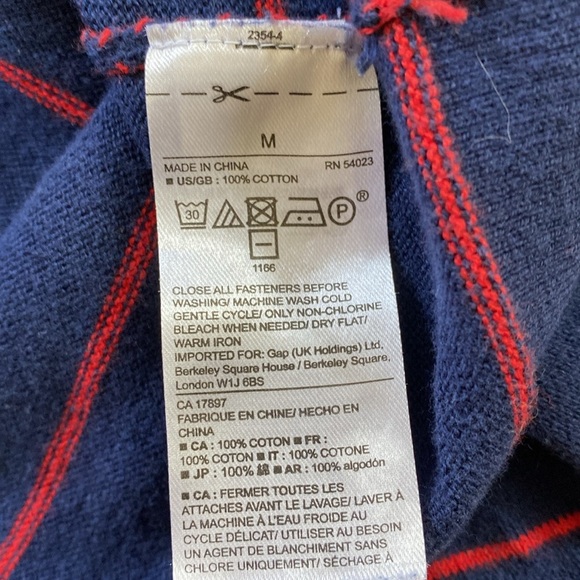 2354-4
M
MADE IN CHINA RN 54023
■ US/GB : 100% COTTON
30 P ®
1166
CLOSE ALL FASTENERS BEFORE
WASHING/ MACHINE WASH COLD
GENTLE CYCLE/ ONLY NON-CHLORINE
BLEACH WHEN NEEDED/ DRY FLAT/
WARM IRON
IMPORTED FOR: Gap (UK Holdings) Ltd,
Berkeley Square House / Berkeley Square,
London W1J 6BS
CA 17897
FABRIQUE EN CHINE/ HECHO EN
CHINA
■ CA : 100% COTON ■ FR :
100% COTON ■ IT : 100% COTONE
■ JP : 100% 綿 ■ AR : 100% algodón
■ CA : FERMER TOUTES LES
ATTACHES AVANT LE LAVAGE/ LAVER À
LA MACHINE À L'EAU FROIDE AU
CYCLE DÉLICAT/ UTILISER AU BESOIN
UN AGENT DE BLANCHIMENT SANS
CHLORE UNIQUEMENT/ SÉCHAGE À